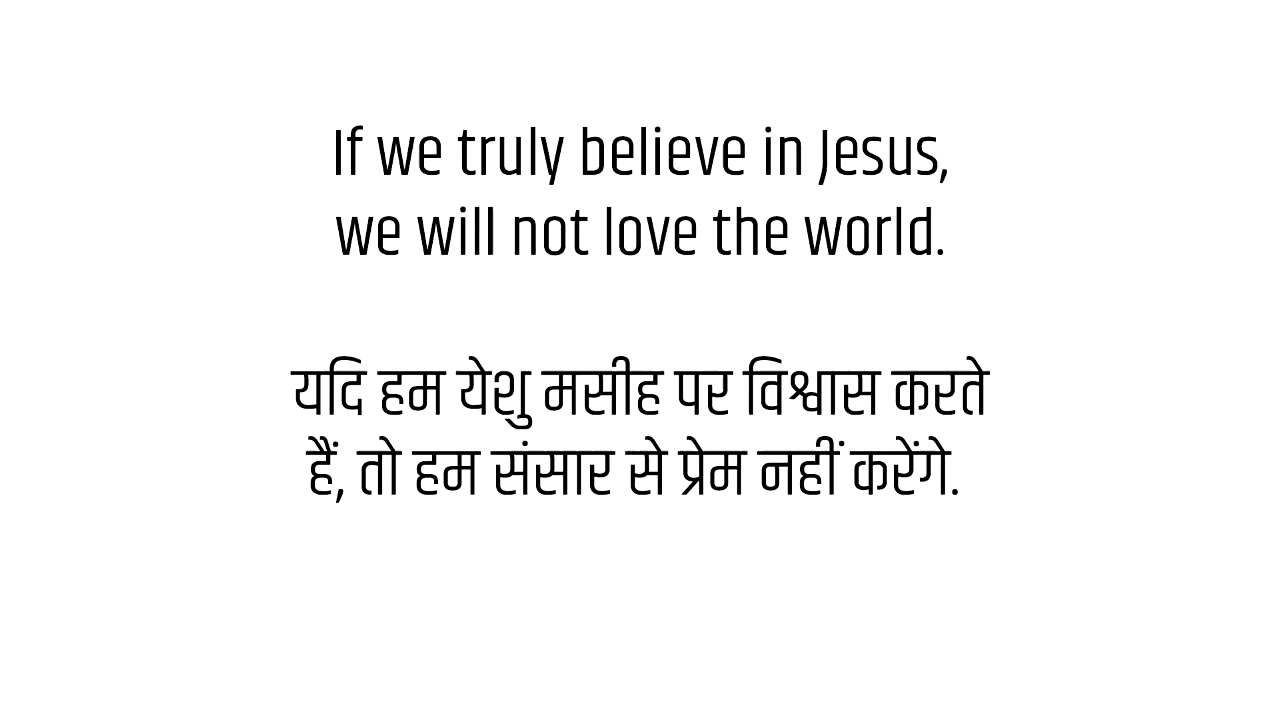 If we truly believe in Jesus,
we will not love the world.
यदि हम येशु मसीह पर विश्वास करते
हैं, तो हम संसार से प्रेम नहीं करेंगे.